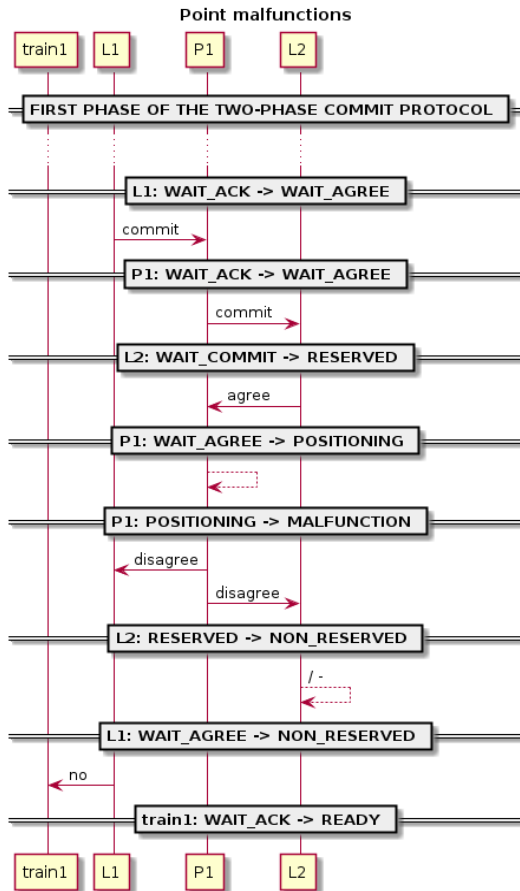 Point malfunctions
train1 L1 P1 L2
FIRST PHASE OF THE TWO-PHASE COMMIT PROTOCOL
L1: WAIT_ACK -> WAIT_AGREE
commit
P1: WAIT_ACK -> WAIT_AGREE
commit
L2: WAIT_COMMIT -> RESERVED
agree
P1: WAIT_AGREE -> POSITIONING
P1: POSITIONING -> MALFUNCTION
disagree
disagree
L2: RESERVED -> NON_RESERVED
/ -
L1: WAIT_AGREE -> NON_RESERVED
no
train1: WAIT_ACK -> READY
train1 L1 P1 L2